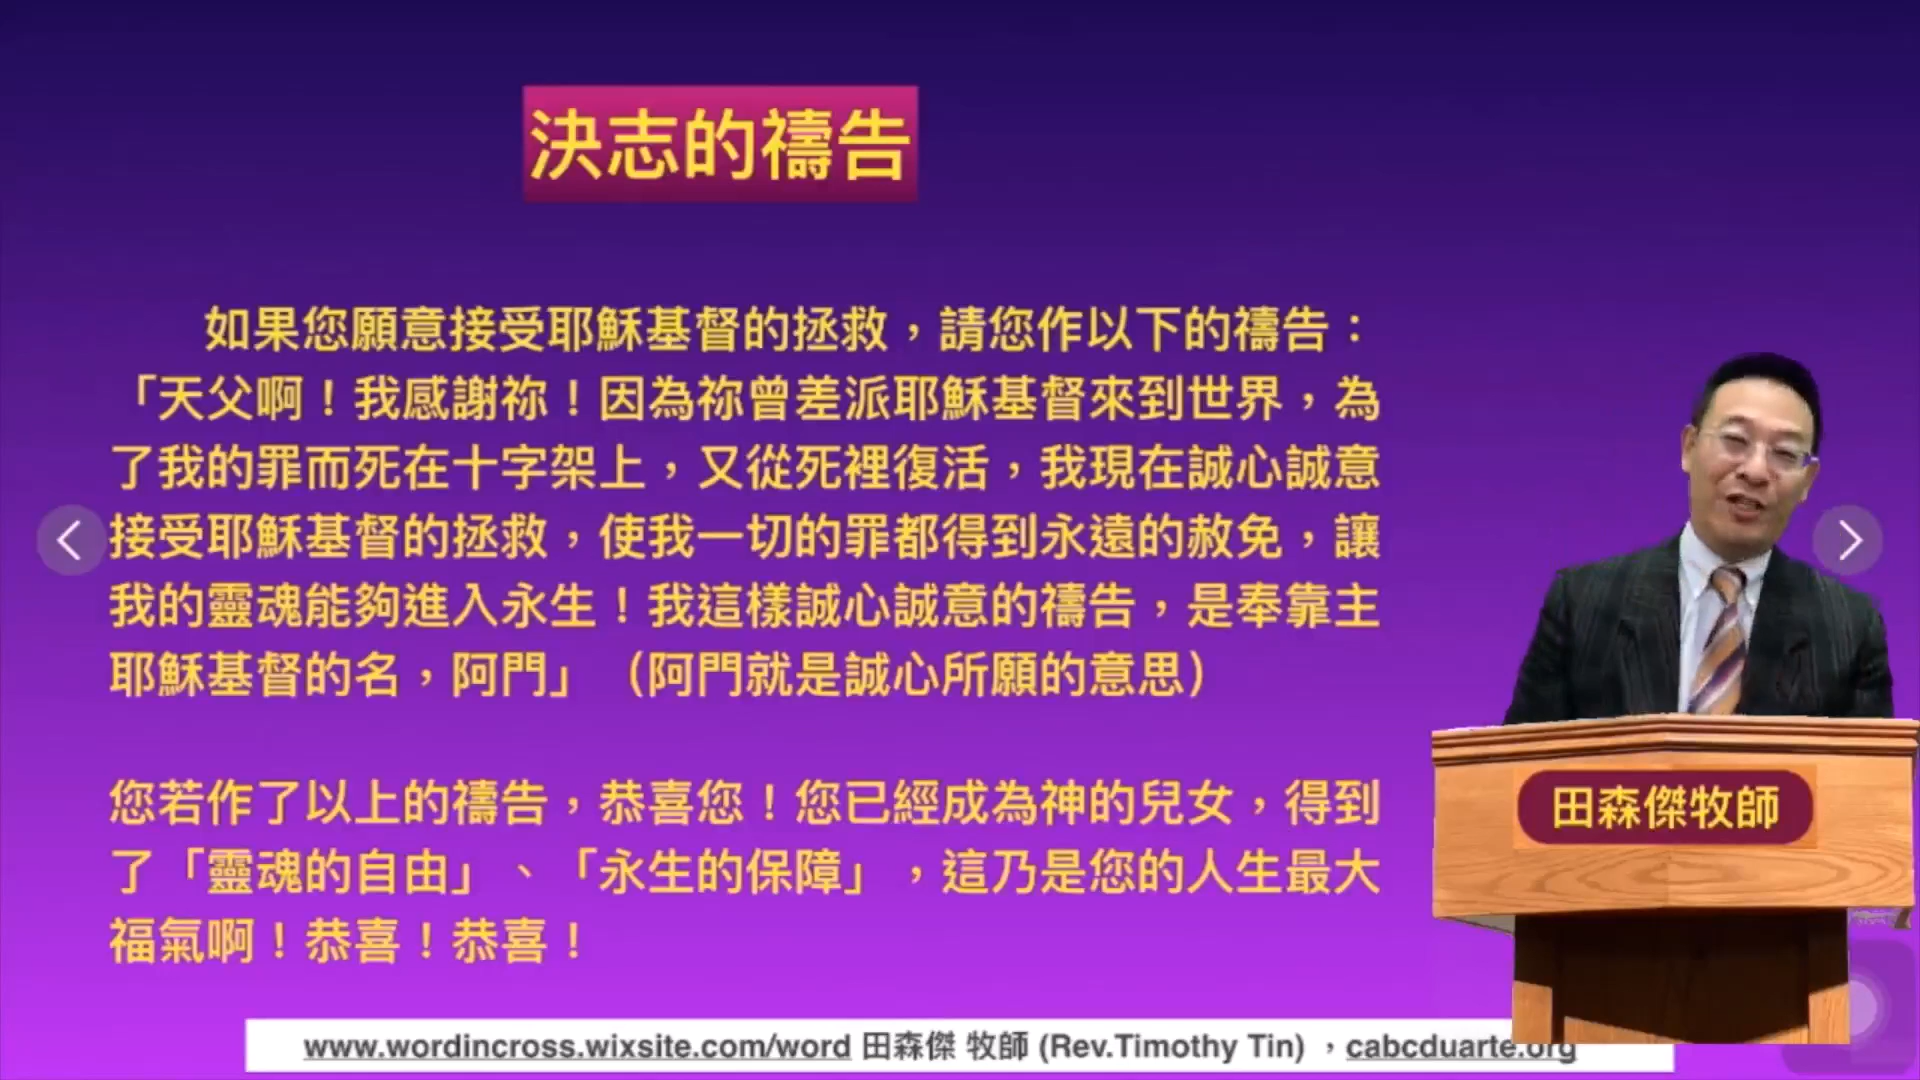 決志的禱告
如果您願意接受耶穌基督的拯救，請您作以下的禱告：
「天父啊！我感謝祢！因為祢曾差派耶穌基督來到世界，為
了我的罪而死在十字架上，又從死裡復活，我現在誠心誠意
接受耶穌基督的拯救，使我一切的罪都得到永遠的赦免，讓
我的靈魂能夠進入永生！我這樣誠心誠意的禱告，是奉靠主
耶穌基督的名，阿門」（阿門就是誠心所願的意思）
您若作了以上的禱告，恭喜您！您已經成為神的兒女，得到
了「靈魂的自由」、「永生的保障」，這乃是您的人生最大
福氣啊！恭喜！恭喜！
田森傑牧師
www.wordincross.wixsite.com/word 田森傑 牧師 (Rev.Timothy Tin) ，cabcduarte.org